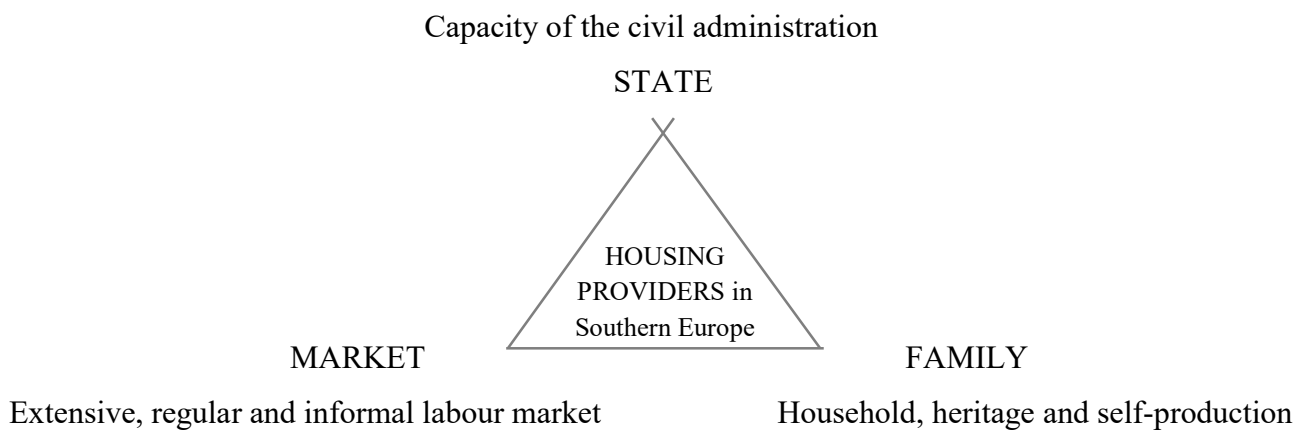 Capacity of the civil administration
STATE
HOUSING
PROVIDERS in
Southern Europe
MARKET
FAMILY
Extensive, regular and informal labour market
Household, heritage and self-production